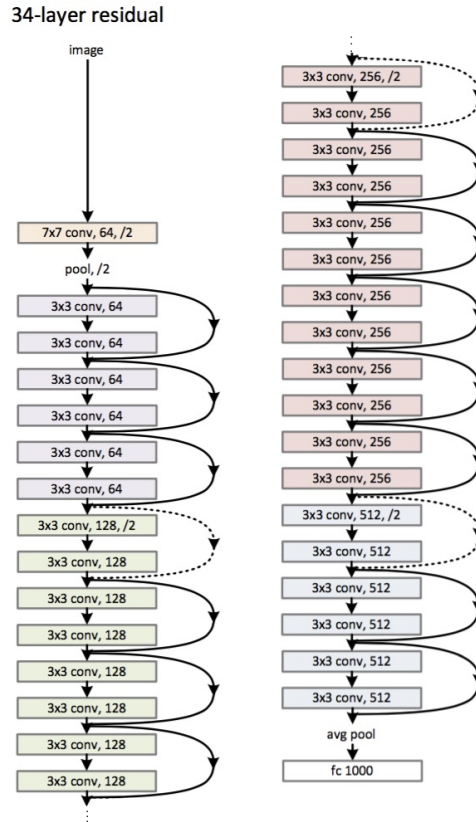 34-layer residual
image
7x7 conv, 64, /2
pool, /2
3x3 conv, 64
3x3 conv, 64
3x3 conv, 64
3x3 conv, 64
3x3 conv, 64
3x3 conv, 64
3x3 conv, 128, /2
3x3 conv, 128
3x3 conv, 128
3x3 conv, 128
3x3 conv, 128
3x3 conv, 128
3x3 conv, 128
3x3 conv, 128
3x3 conv, 256, /2
3x3 conv, 256
3x3 conv, 256
3x3 conv, 256
3x3 conv, 256
3x3 conv, 256
3x3 conv, 256
3x3 conv, 256
3x3 conv, 256
3x3 conv, 256
3x3 conv, 256
3x3 conv, 256
3x3 conv, 512, /2
3x3 conv, 512
3x3 conv, 512
3x3 conv, 512
3x3 conv, 512
3x3 conv, 512
avg pool
fc 1000